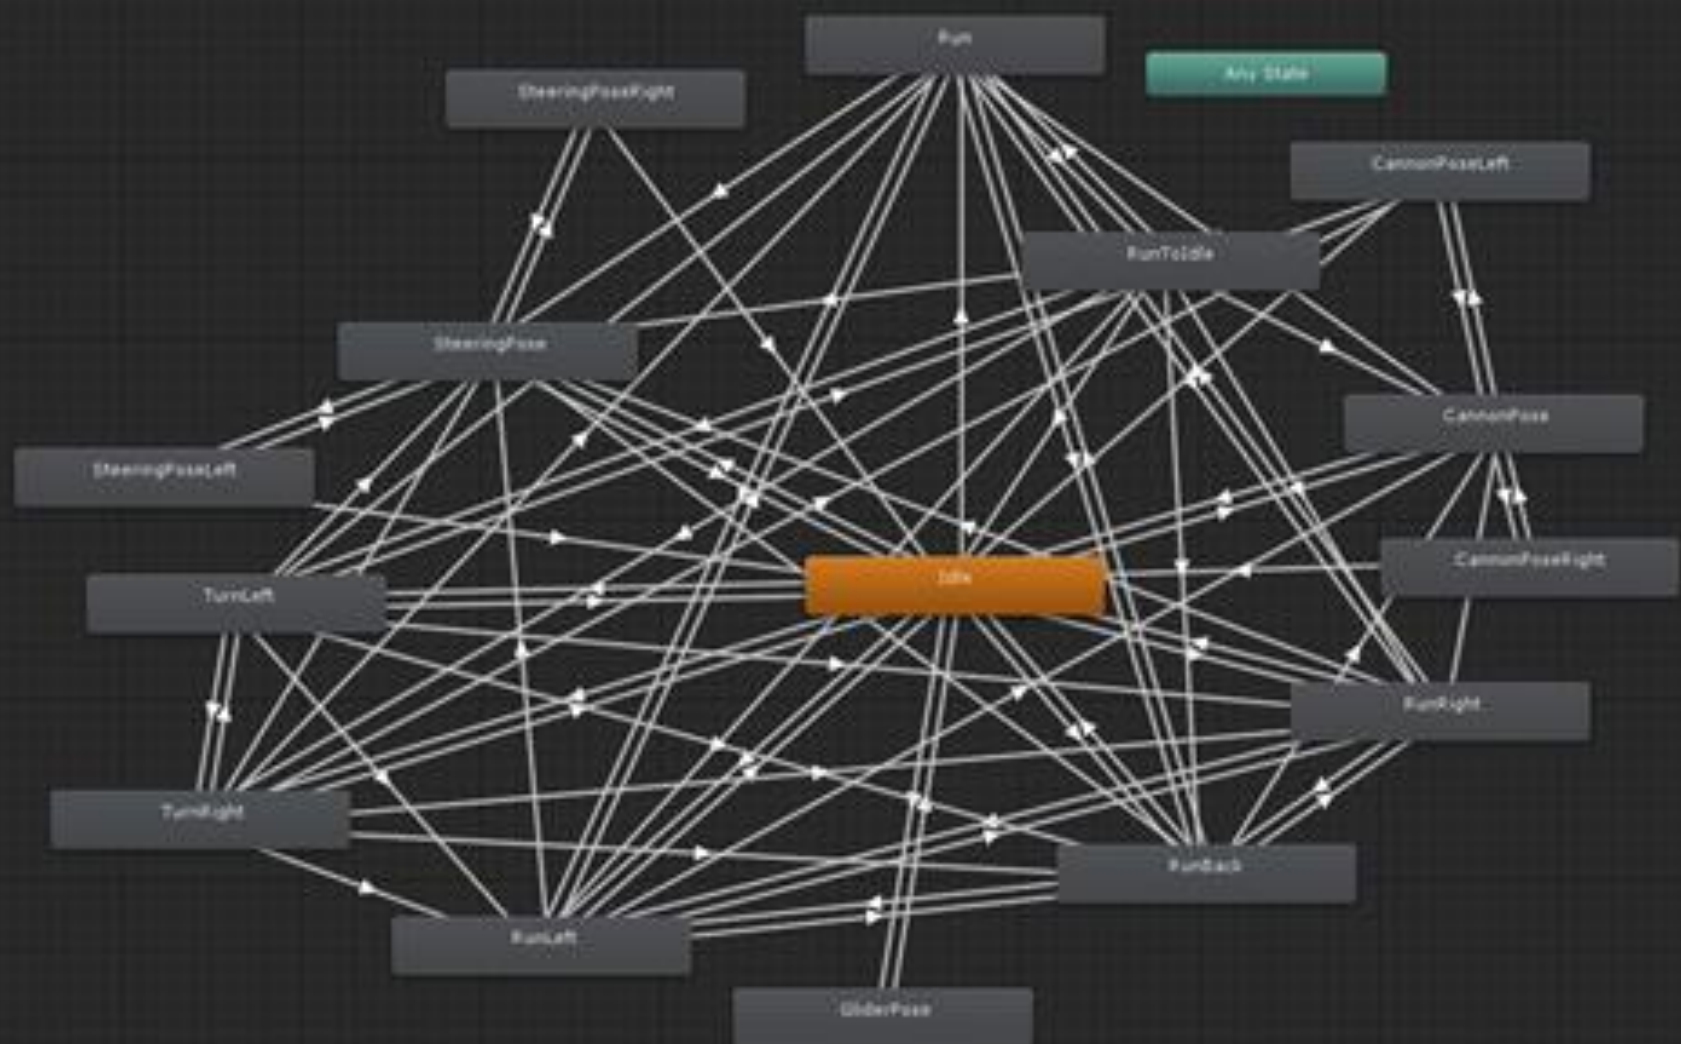 Run
Any State
SteeringPoseRight
CannonPoseLeft
RunToIdle
SteeringPose
CannonPose
SteeringPoseLeft
CannonPoseRight
Idle
TurnLeft
RunRight
TurnRight
RunBack
RunLeft
GliderPose